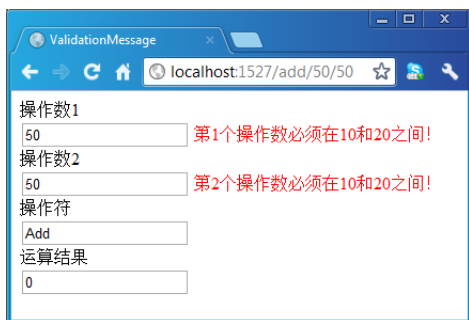 ValidationMessage
localhost:1527/add/50/50
操作数1
50 第1个操作数必须在10和20之间!
操作数2
50 第2个操作数必须在10和20之间!
操作符
Add
运算结果
0